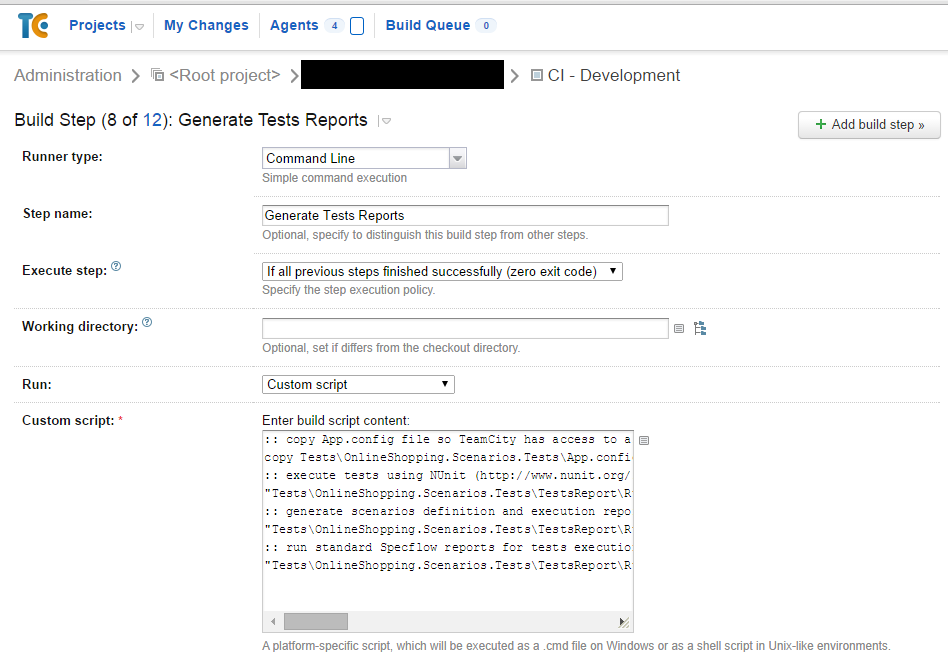 TC Projects My Changes Agents 4 Build Queue 0
Administration <Root project> CI - Development
Build Step (8 of 12): Generate Tests Reports
+ Add build step »
Runner type: Command Line
Simple command execution
Step name: Generate Tests Reports
Optional, specify to distinguish this build step from other steps.
Execute step: ? If all previous steps finished successfully (zero exit code)
Specify the step execution policy.
Working directory: ?
Optional, set if differs from the checkout directory.
Run: Custom script
Custom script: * Enter build script content:
:: copy App.config file so TeamCity has access to a
copy Tests\OnlineShopping.Scenarios.Tests\App.confi
:: execute tests using NUnit (http://www.nunit.org/
"Tests\OnlineShopping.Scenarios.Tests\TestsReport\R
:: generate scenarios definition and execution repo
"Tests\OnlineShopping.Scenarios.Tests\TestsReport\R
:: run standard Specflow reports for tests executio
"Tests\OnlineShopping.Scenarios.Tests\TestsReport\R
A platform-specific script, which will be executed as a .cmd file on Windows or as a shell script in Unix-like environments.